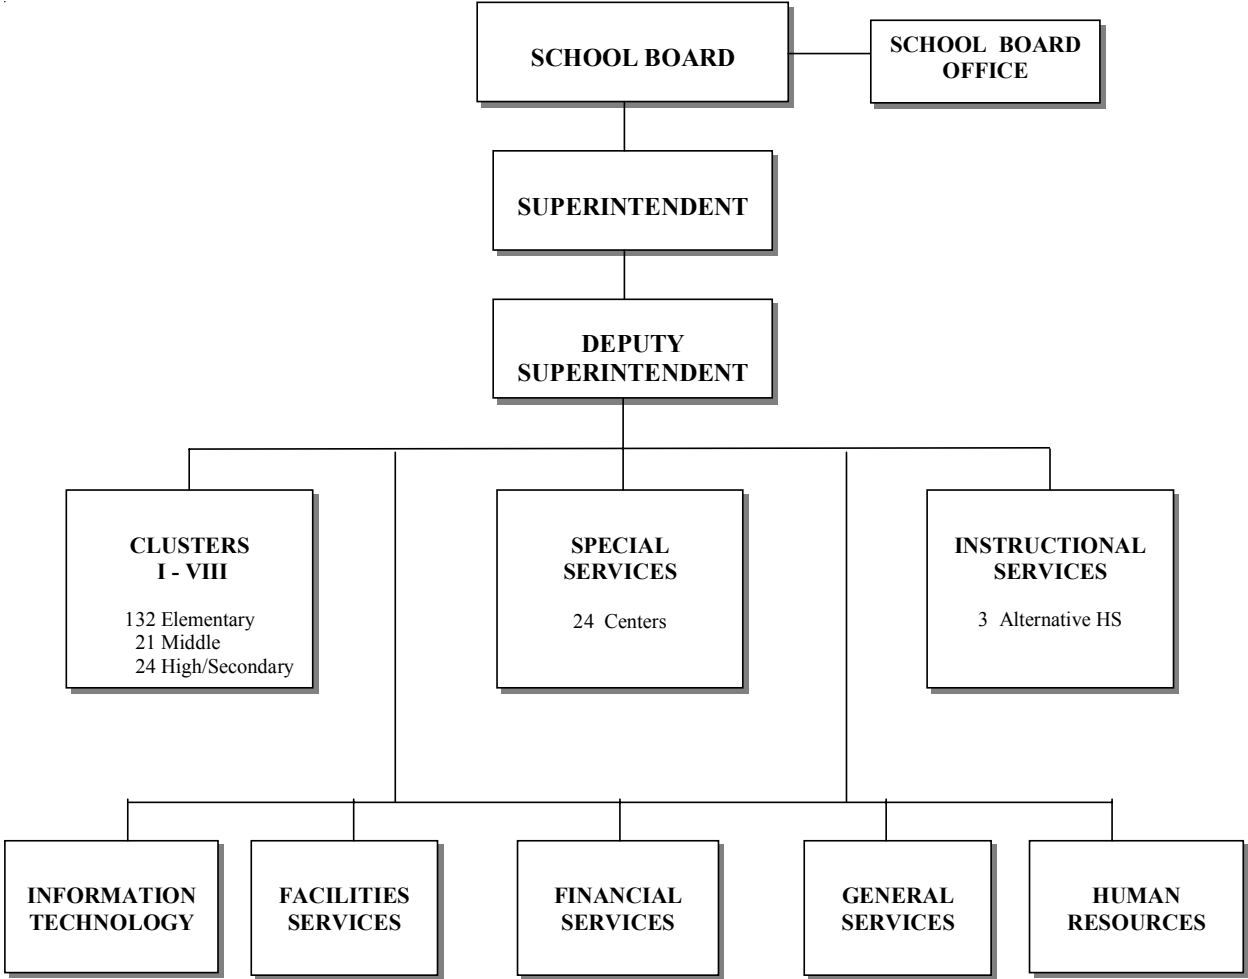 SCHOOL BOARD
SCHOOL BOARD
OFFICE
SUPERINTENDENT
DEPUTY
SUPERINTENDENT
CLUSTERS
I - VIII
132 Elementary
21 Middle
24 High/Secondary
SPECIAL
SERVICES
24 Centers
INSTRUCTIONAL
SERVICES
3 Alternative HS
INFORMATION
TECHNOLOGY
FACILITIES
SERVICES
FINANCIAL
SERVICES
GENERAL
SERVICES
HUMAN
RESOURCES